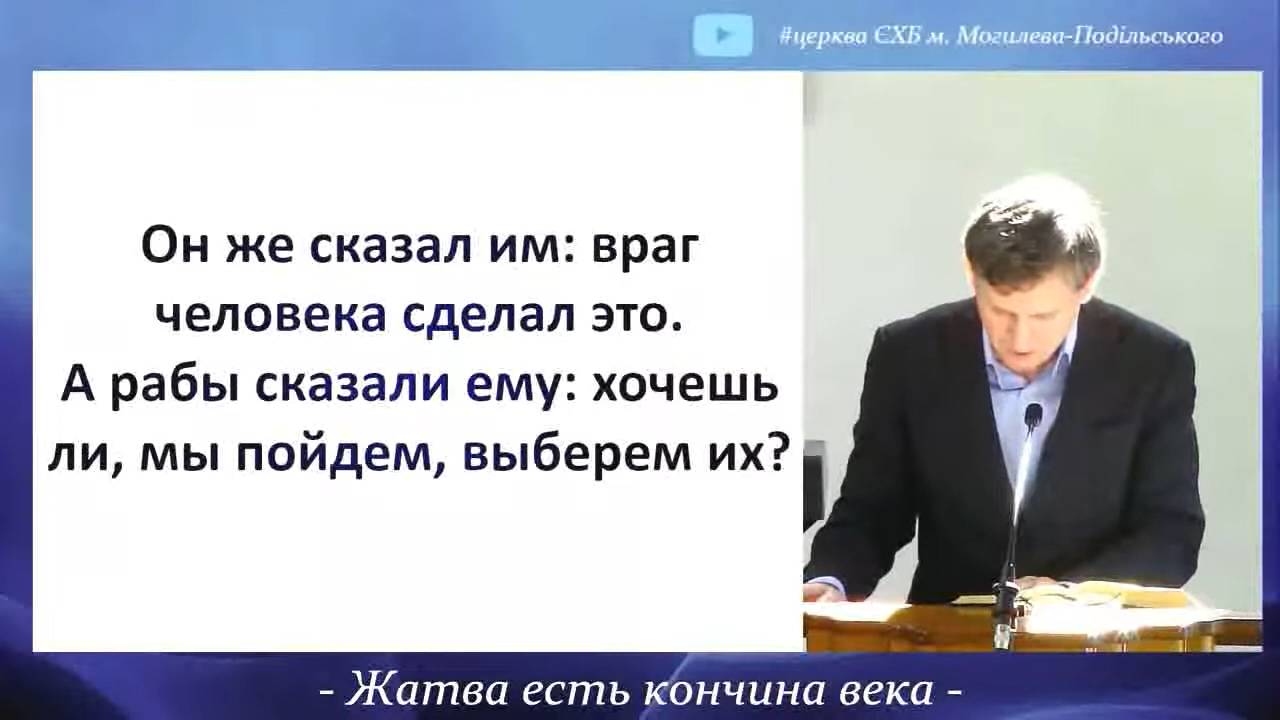 #церква ЄХБ м. Могилева-Подільського
Он же сказал им: враг
человека сделал это.
А рабы сказали ему: хочешь
ли, мы пойдем, выберем их?
- Жатва есть кончина века -